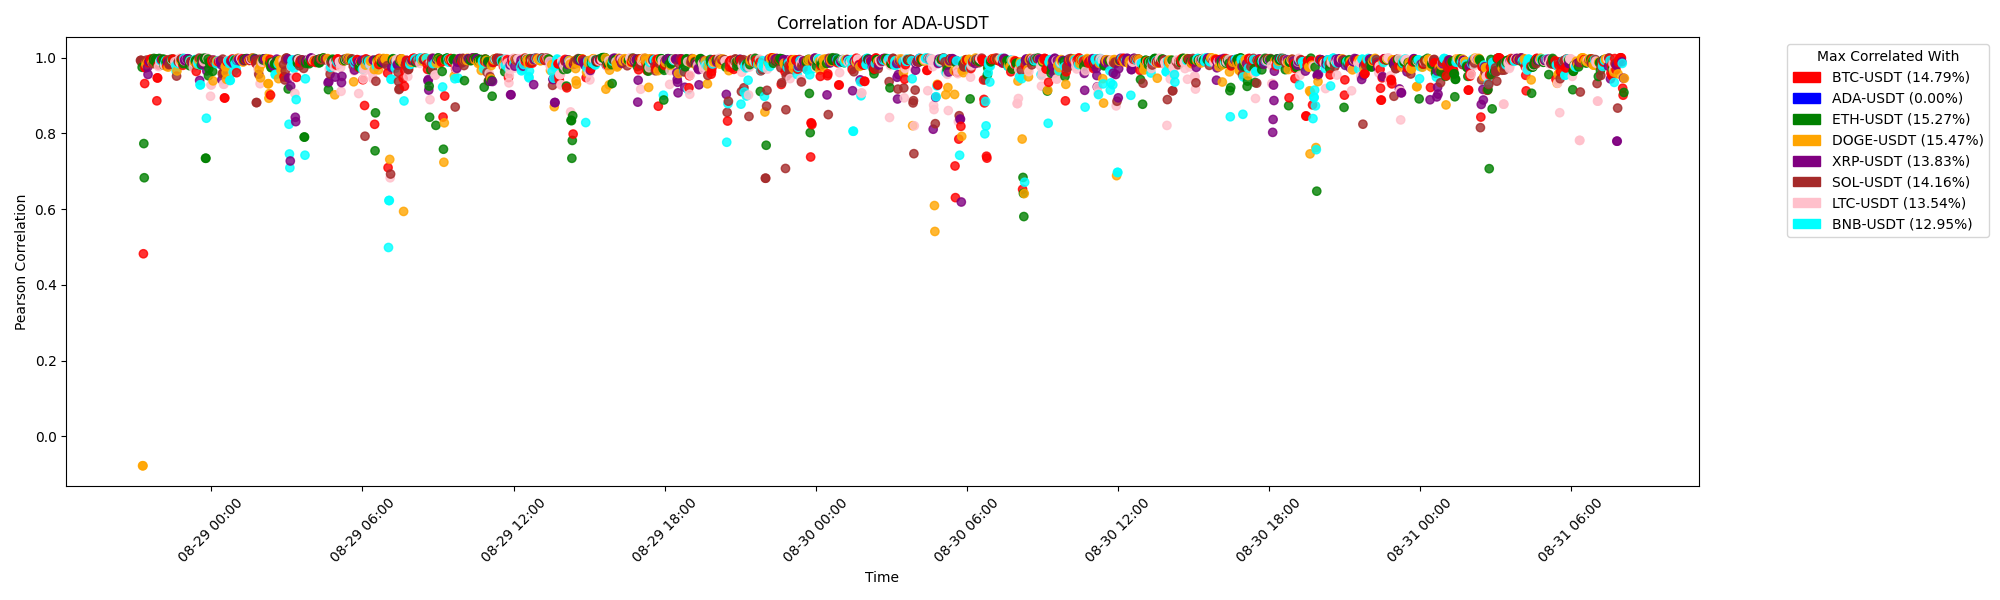 Correlation for ADA-USDT
Pearson Correlation
1.0
0.8
0.6
0.4
0.2
0.0
08-29 00:00
08-29 06:00
08-29 12:00
08-29 18:00
08-30 00:00
08-30 06:00
08-30 12:00
08-30 18:00
08-31 00:00
08-31 06:00
Time
Max Correlated With
BTC-USDT (14.79%)
ADA-USDT (0.00%)
ETH-USDT (15.27%)
DOGE-USDT (15.47%)
XRP-USDT (13.83%)
SOL-USDT (14.16%)
LTC-USDT (13.54%)
BNB-USDT (12.95%)